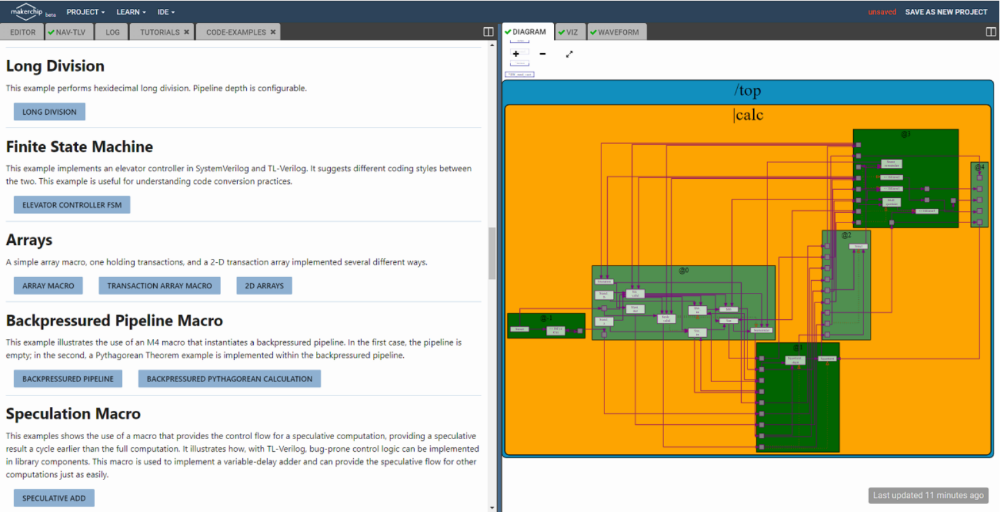 makerchip beta PROJECT LEARN IDE unsaved SAVE AS NEW PROJECT
EDITOR NAV-TLV LOG TUTORIALS CODE-EXAMPLES
Long Division
This example performs hexidecimal long division. Pipeline depth is configurable.
LONG DIVISION
Finite State Machine
This example implements an elevator controller in SystemVerilog and TL-Verilog. It suggests different coding styles between
the two. This example is useful for understanding code conversion practices.
ELEVATOR CONTROLLER FSM
Arrays
A simple array macro, one holding transactions, and a 2-D transaction array implemented several different ways.
ARRAY MACRO TRANSACTION ARRAY MACRO 2D ARRAYS
Backpressured Pipeline Macro
This example illustrates the use of an M4 macro that instantiates a backpressured pipeline. In the first case, the pipeline is
empty; in the second, a Pythagorean Theorem example is implemented within the backpressured pipeline.
BACKPRESSURED PIPELINE BACKPRESSURED PYTHAGOREAN CALCULATION
Speculation Macro
This examples shows the use of a macro that provides the control flow for a speculative computation, providing a speculative
result a cycle earlier than the full computation. It illustrates how, with TL-Verilog, bug-prone control logic can be implemented
in library components. This macro is used to implement a variable-delay adder and can provide the speculative flow for other
computations just as easily.
SPECULATIVE ADD
DIAGRAM VIZ WAVEFORM
/top
|calc
@3
@4
@2
@0
@-1
@1
Last updated 11 minutes ago